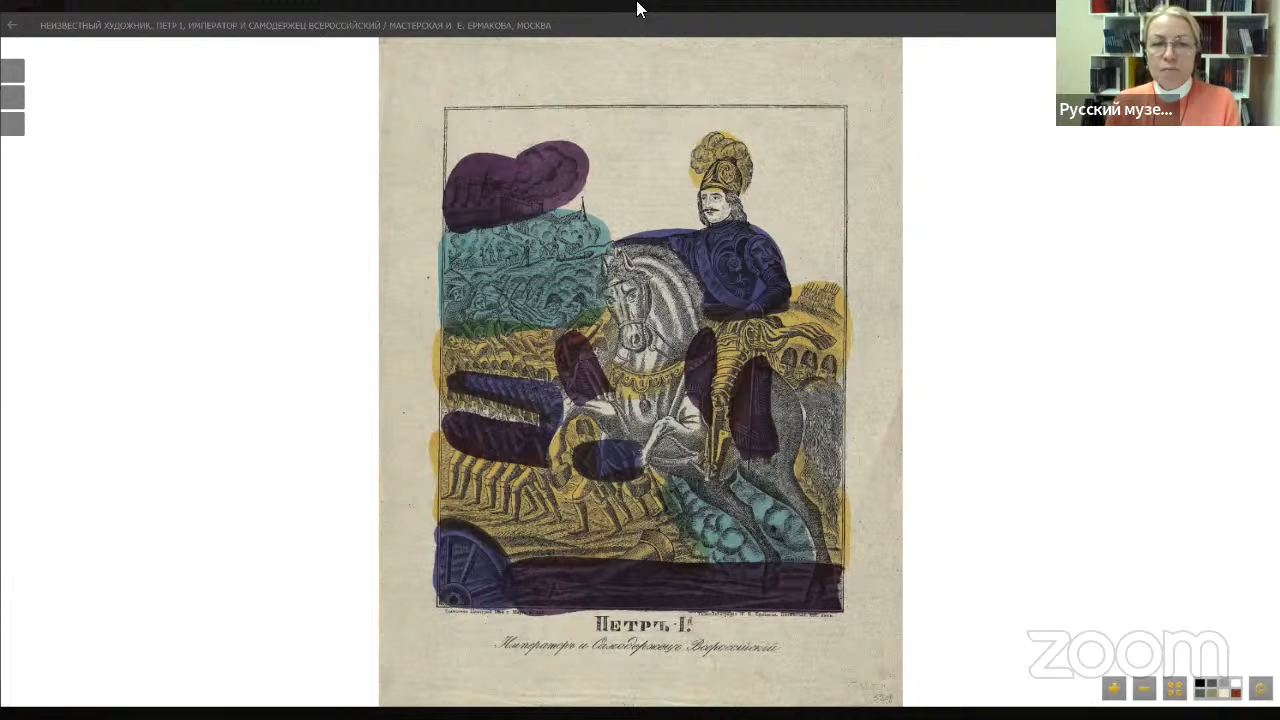 НЕИЗВЕСТНЫЙ ХУДОЖНИК. ПЕТР I, ИМПЕРАТОР И САМОДЕРЖЕЦ ВСЕРОССИЙСКИЙ / МАСТЕРСКАЯ И. Е. ЕРМАКОВА, МОСКВА
Русский музе...
ПЕТРЪ-I.й
Императоръ и Самодержецъ Всероссійскій
zoom